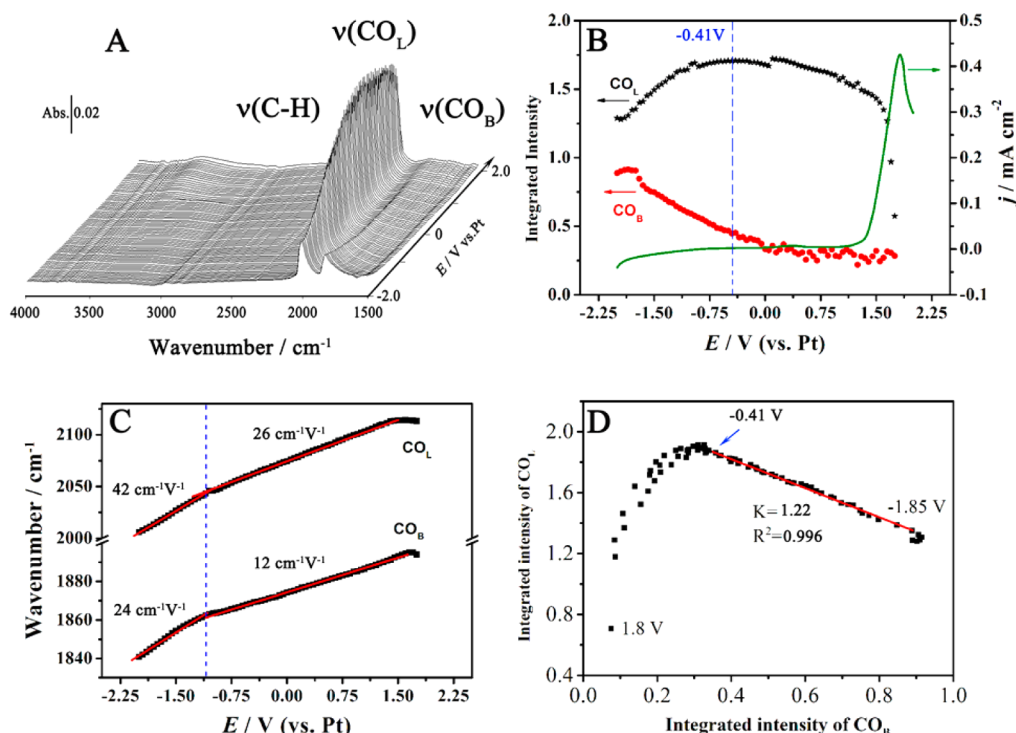 A
ν(CO_L)
ν(C-H)
ν(CO_B)
Abs. 0.02
2.0
0
-2.0
E / V vs.Pt
4000 3000 2000 1500
Wavenumber / cm⁻¹
B
-0.41V
2.0
1.5
1.0
0.5
0.0
Integrated Intensity
CO_L
CO_B
0.5
0.4
0.3
0.2
0.1
0.0
-0.1
j / mA cm⁻²
-2.25 -1.50 -0.75 0.00 0.75 1.50 2.25
E / V (vs. Pt)
C
2100
2050
2000
1880
1860
1840
Wavenumber / cm⁻¹
26 cm⁻¹V⁻¹
CO_L
42 cm⁻¹V⁻¹
CO_B
12 cm⁻¹V⁻¹
24 cm⁻¹V⁻¹
-2.25 -1.50 -0.75 0.00 0.75 1.50 2.25
E / V (vs. Pt)
D
2.4
2.0
1.6
1.2
0.8
0.4
Integrated intensity of CO_L
-0.41 V
-1.85 V
K=1.22
R²=0.996
1.8 V
0.0 0.2 0.4 0.6 0.8 1.0
Integrated intensity of CO_B